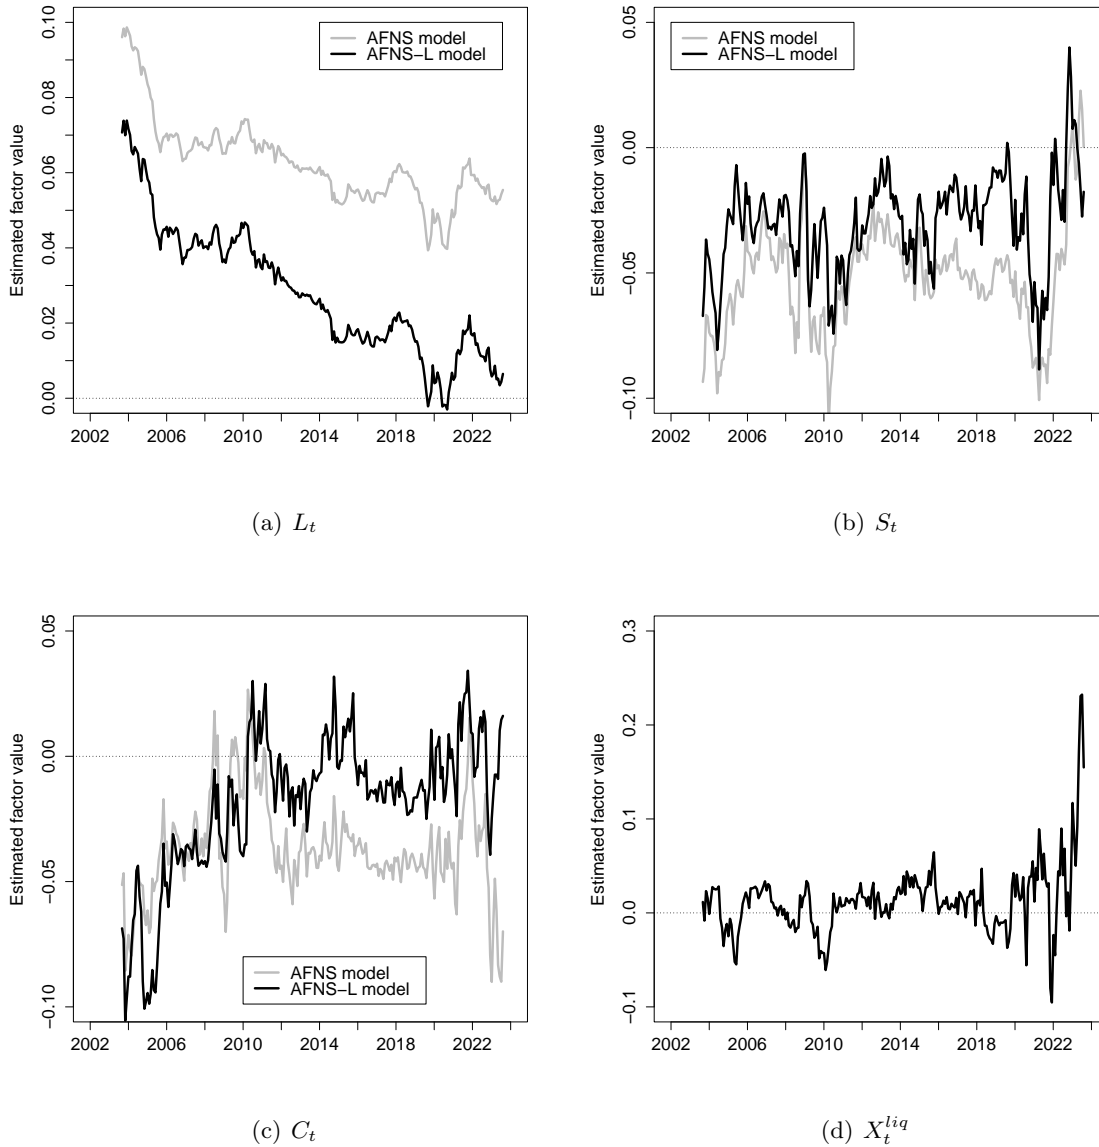 AFNS model
AFNS−L model
Estimated factor value
0.00 0.02 0.04 0.06 0.08 0.10
2002 2006 2010 2014 2018 2022
(a) L_t
AFNS model
AFNS−L model
Estimated factor value
−0.10 −0.05 0.00 0.05
2002 2006 2010 2014 2018 2022
(b) S_t
AFNS model
AFNS−L model
Estimated factor value
−0.10 −0.05 0.00 0.05
2002 2006 2010 2014 2018 2022
(c) C_t
Estimated factor value
−0.1 0.0 0.1 0.2 0.3
2002 2006 2010 2014 2018 2022
(d) X_t^{liq}